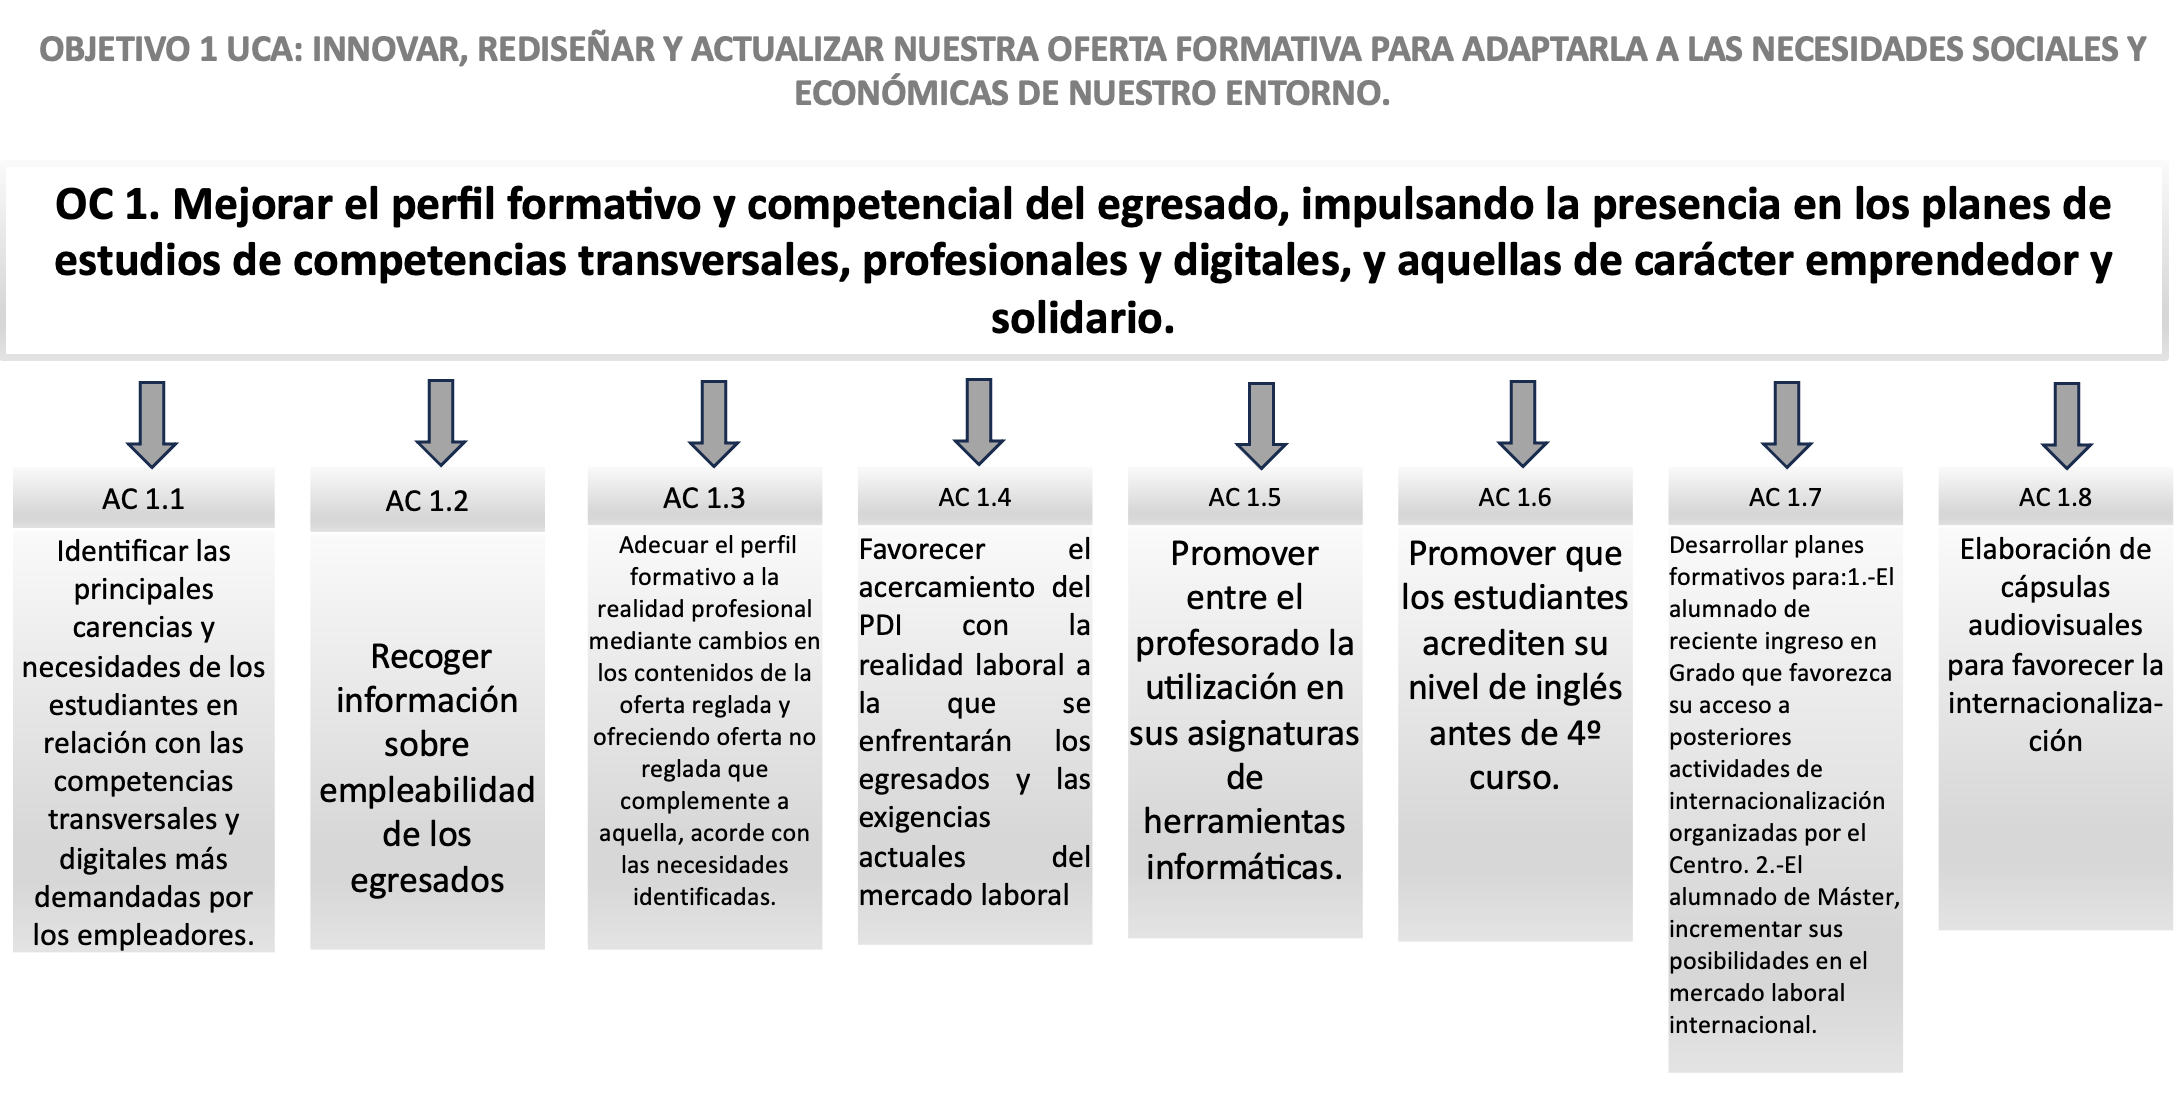 OBJETIVO 1 UCA: INNOVAR, REDISEÑAR Y ACTUALIZAR NUESTRA OFERTA FORMATIVA PARA ADAPTARLA A LAS NECESIDADES SOCIALES Y
ECONÓMICAS DE NUESTRO ENTORNO.
OC 1. Mejorar el perfil formativo y competencial del egresado, impulsando la presencia en los planes de
estudios de competencias transversales, profesionales y digitales, y aquellas de carácter emprendedor y
solidario.
AC 1.1
Identificar las
principales
carencias y
necesidades de los
estudiantes en
relación con las
competencias
transversales y
digitales más
demandadas por
los empleadores.
AC 1.2
Recoger
información
sobre
empleabilidad
de los
egresados
AC 1.3
Adecuar el perfil
formativo a la
realidad profesional
mediante cambios en
los contenidos de la
oferta reglada y
ofreciendo oferta no
reglada que
complemente a
aquella, acorde con
las necesidades
identificadas.
AC 1.4
Favorecer el
acercamiento del
PDI con la
realidad laboral a
la que se
enfrentarán los
egresados y las
exigencias
actuales del
mercado laboral
AC 1.5
Promover
entre el
profesorado la
utilización en
sus asignaturas
de
herramientas
informáticas.
AC 1.6
Promover que
los estudiantes
acrediten su
nivel de inglés
antes de 4º
curso.
AC 1.7
Desarrollar planes
formativos para:1.-El
alumnado de
reciente ingreso en
Grado que favorezca
su acceso a
posteriores
actividades de
internacionalización
organizadas por el
Centro. 2.-El
alumnado de Máster,
incrementar sus
posibilidades en el
mercado laboral
internacional.
AC 1.8
Elaboración de
cápsulas
audiovisuales
para favorecer la
internacionaliza-
ción